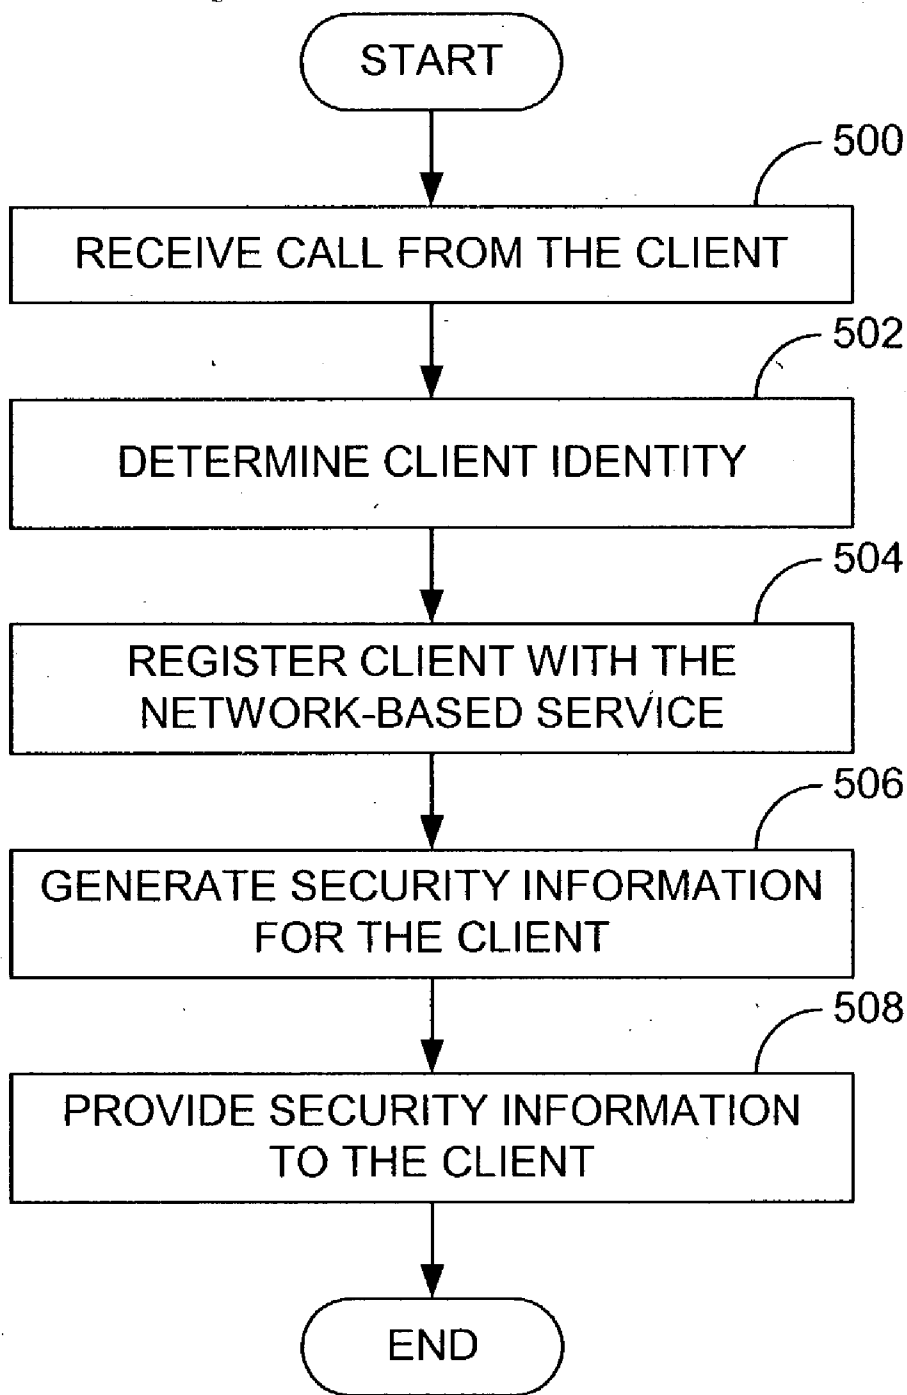 START
500
RECEIVE CALL FROM THE CLIENT
502
DETERMINE CLIENT IDENTITY
504
REGISTER CLIENT WITH THE
NETWORK-BASED SERVICE
506
GENERATE SECURITY INFORMATION
FOR THE CLIENT
508
PROVIDE SECURITY INFORMATION
TO THE CLIENT
END